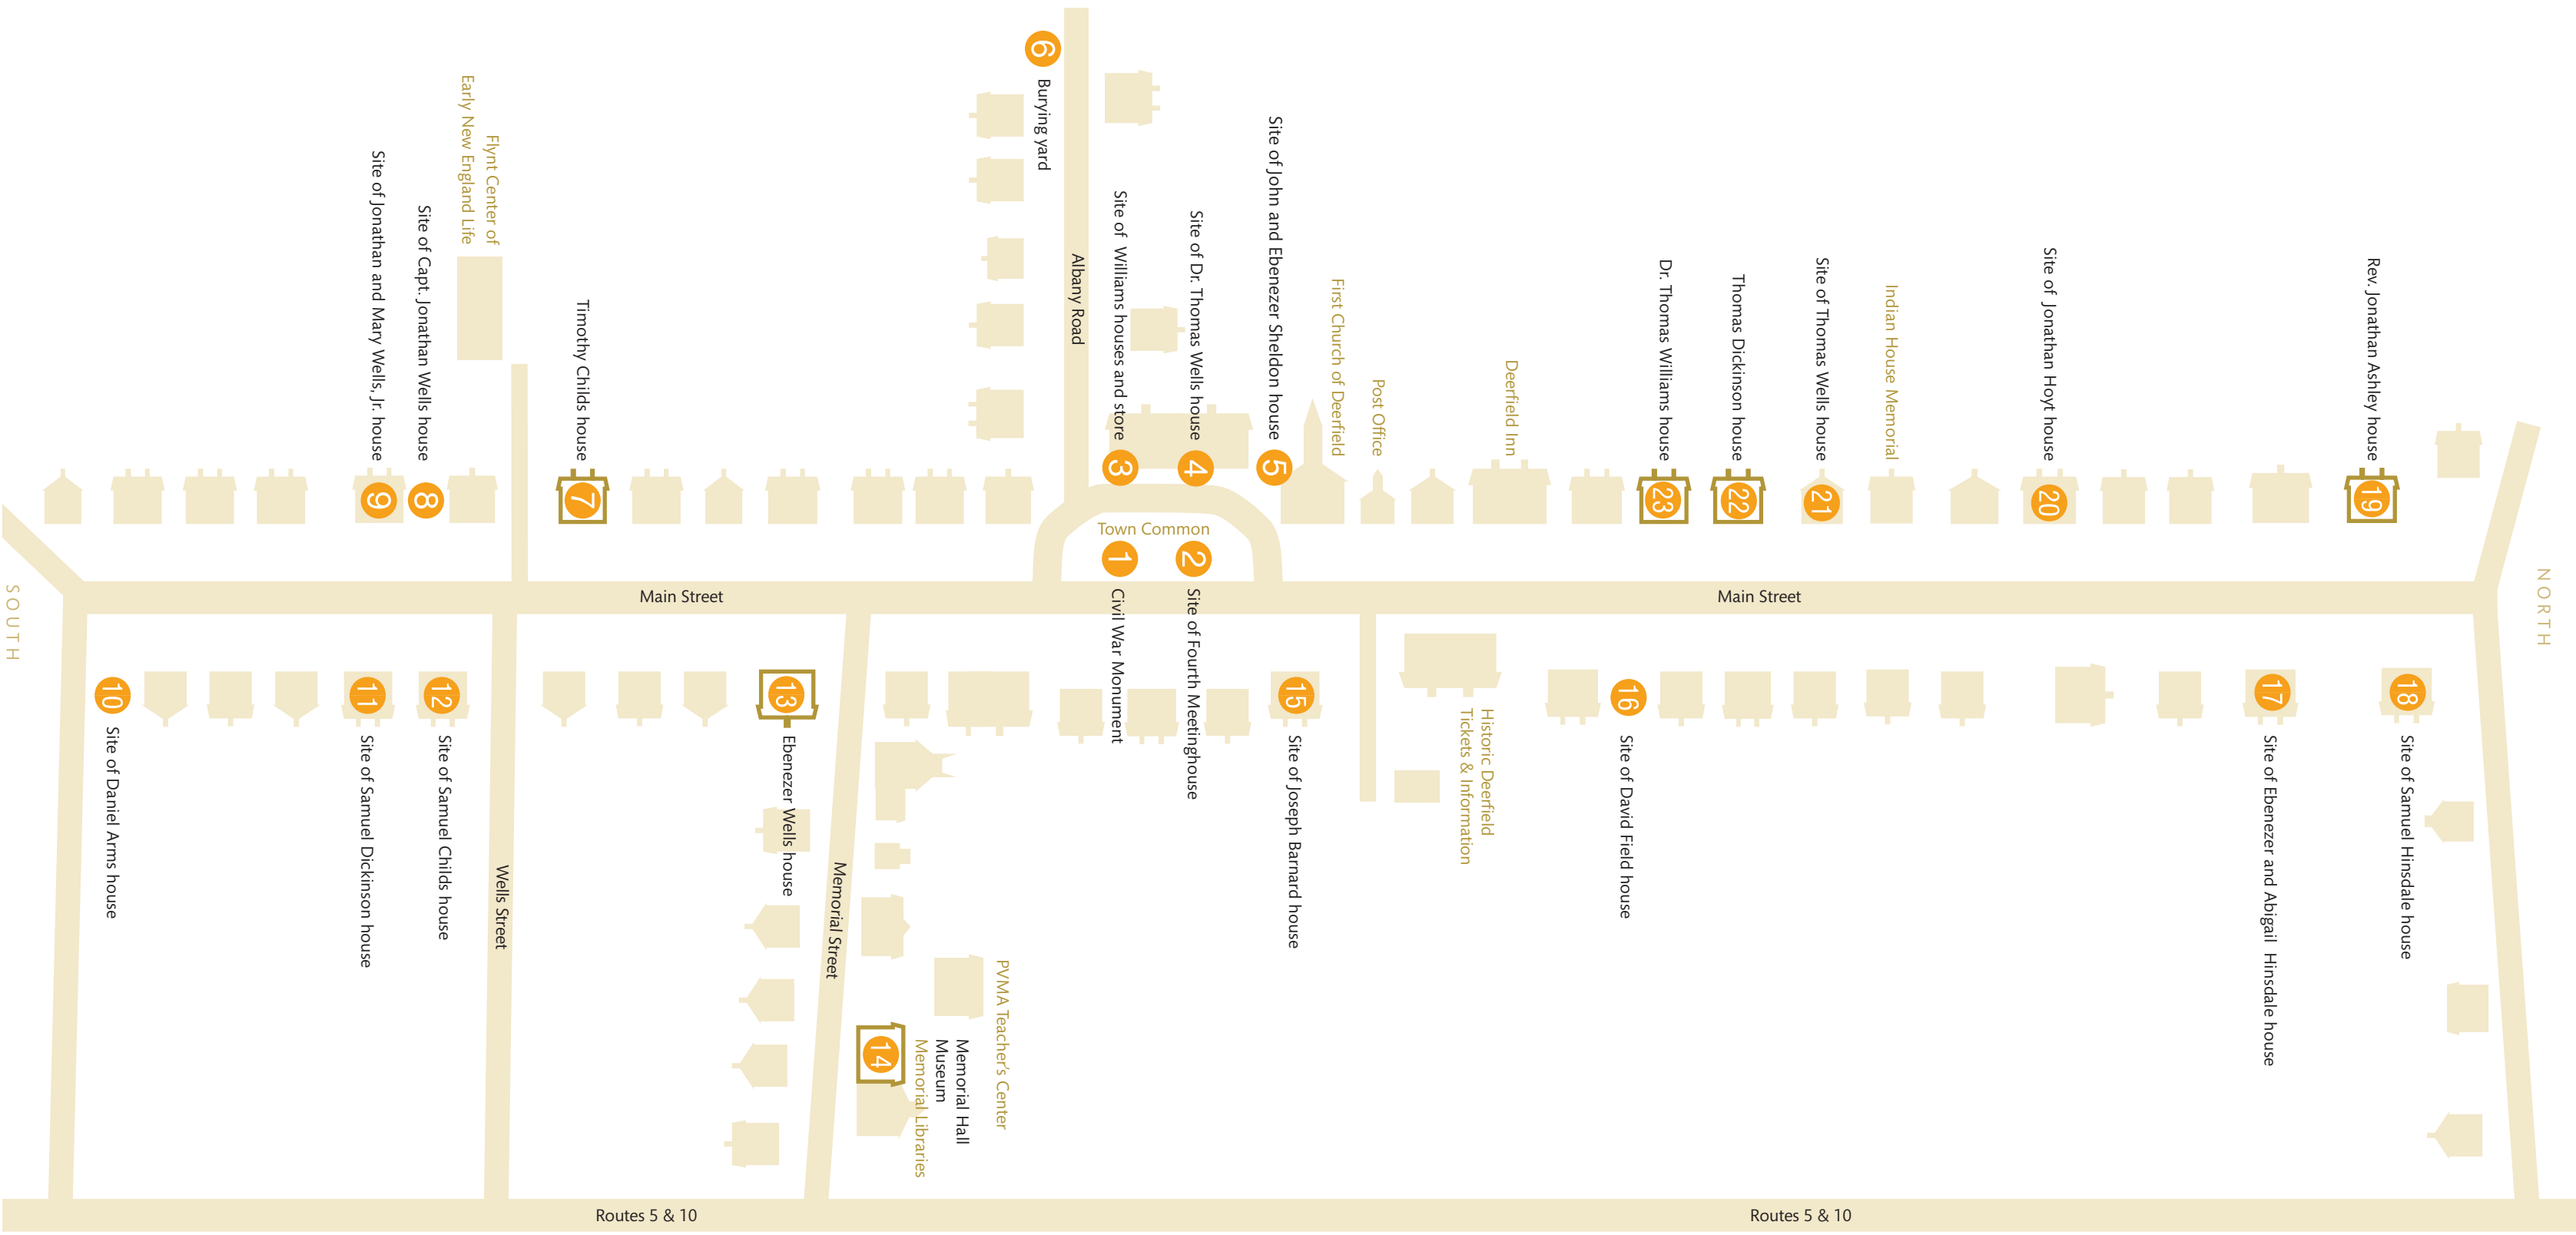 6
Burying yard
Early New England Life
Flynt Center of
Site of Jonathan and Mary Wells, Jr. house
Site of Capt. Jonathan Wells house
Timothy Childs house
Albany Road
Site of Williams houses and store
Site of Dr. Thomas Wells house
Site of John and Ebenezer Sheldon house
First Church of Deerfield
Post Office
Deerfield Inn
Dr. Thomas Williams house
Thomas Dickinson house
Site of Thomas Wells house
Indian House Memorial
Site of Jonathan Hoyt house
Rev. Jonathan Ashley house
9
8
7
3
4
5
23
22
21
20
19
Town Common
1
2
SOUTH
Main Street
Main Street
NORTH
Civil War Monument
Site of Fourth Meetinghouse
10
11
12
13
15
16
17
18
Site of Daniel Arms house
Site of Samuel Dickinson house
Site of Samuel Childs house
Wells Street
Ebenezer Wells house
Memorial Street
Site of Joseph Barnard house
Historic Deerfield
Tickets & Information
Site of David Field house
Site of Ebenezer and Abigail Hinsdale house
Site of Samuel Hinsdale house
PVMA Teacher's Center
14
Memorial Hall
Museum
Memorial Libraries
Routes 5 & 10
Routes 5 & 10